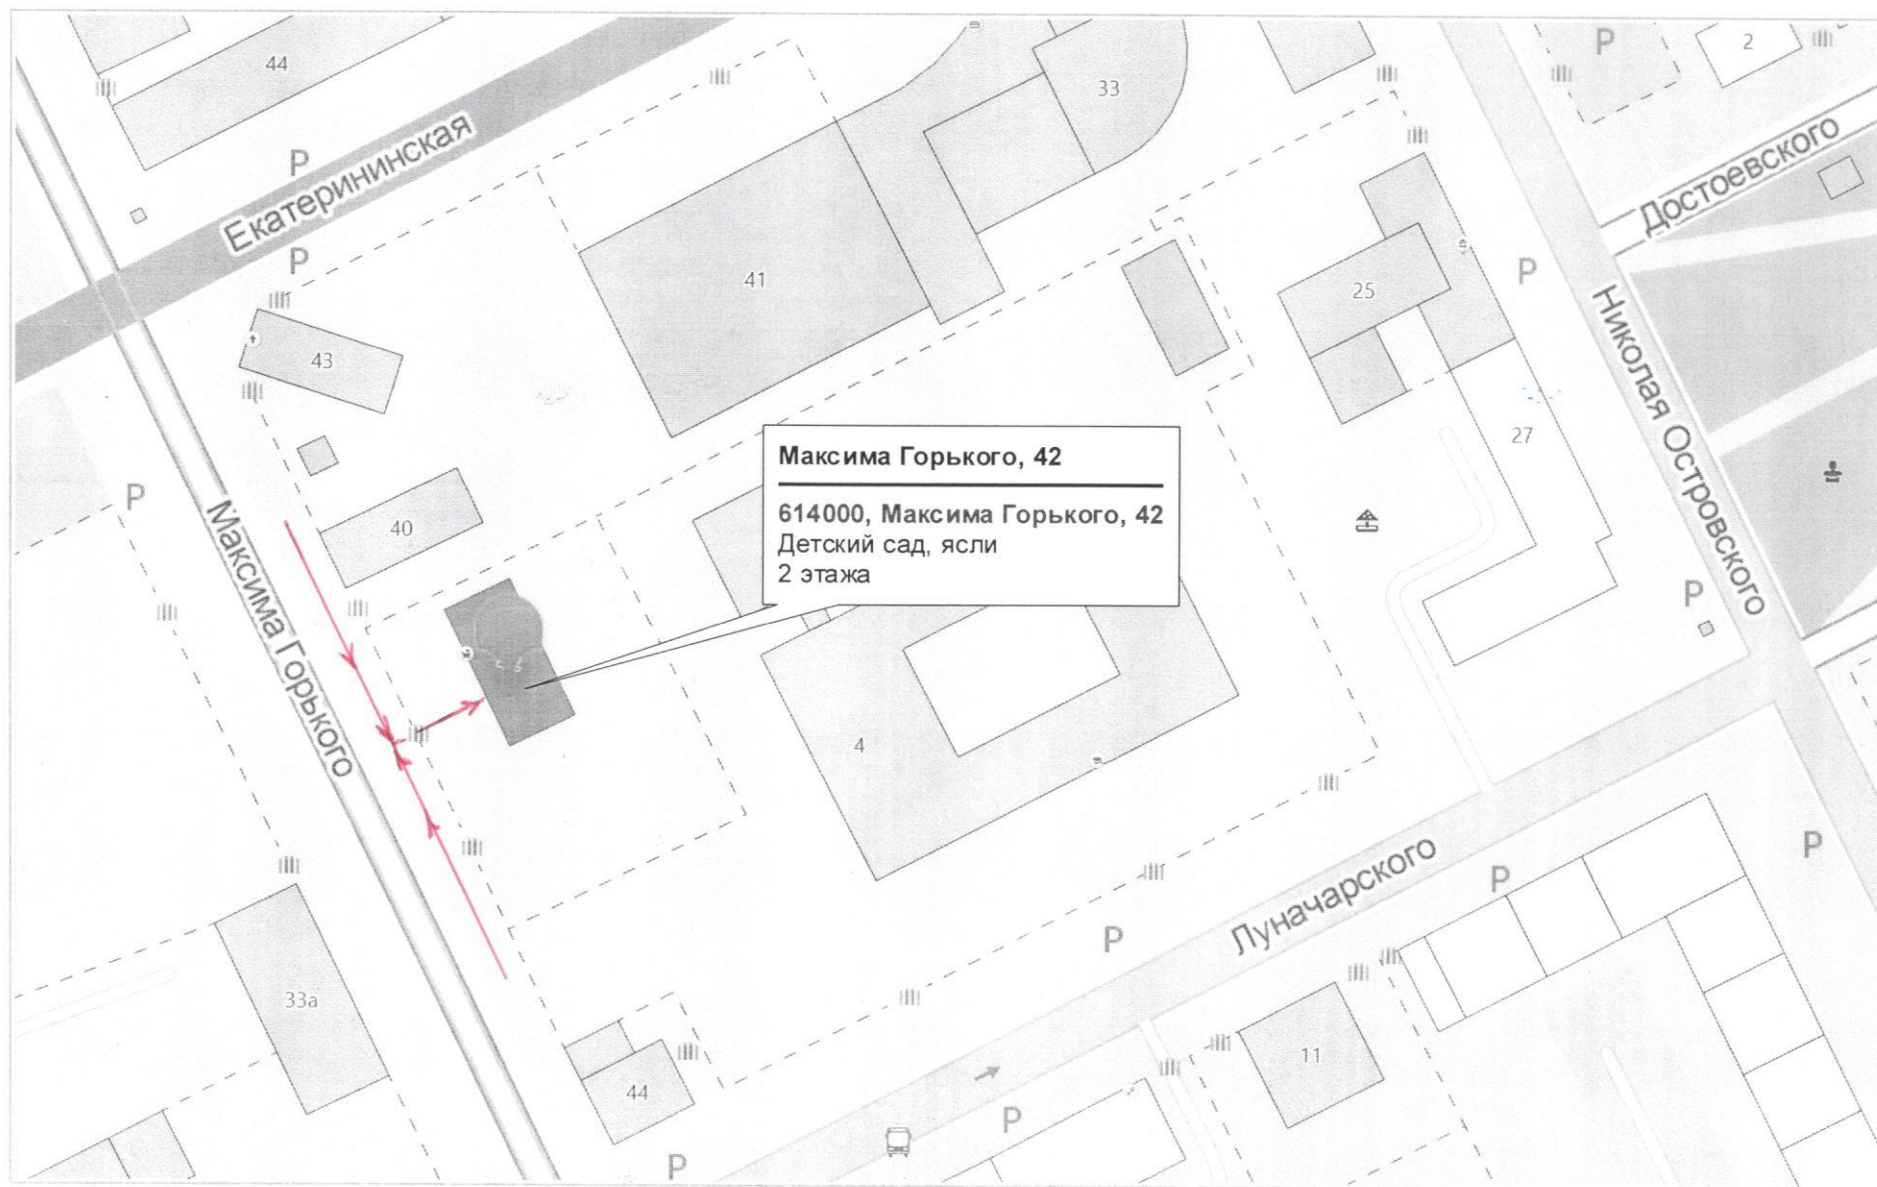 44
33
2
P
P
Екатерининская
Достоевского
P
41
25
P
43
Николая Островского
27
Максима Горького, 42
614000, Максима Горького, 42
Детский сад, ясли
2 этажа
P
40
Максима Горького
P
4
P
Луначарского
P
P
33а
11
44
P
P